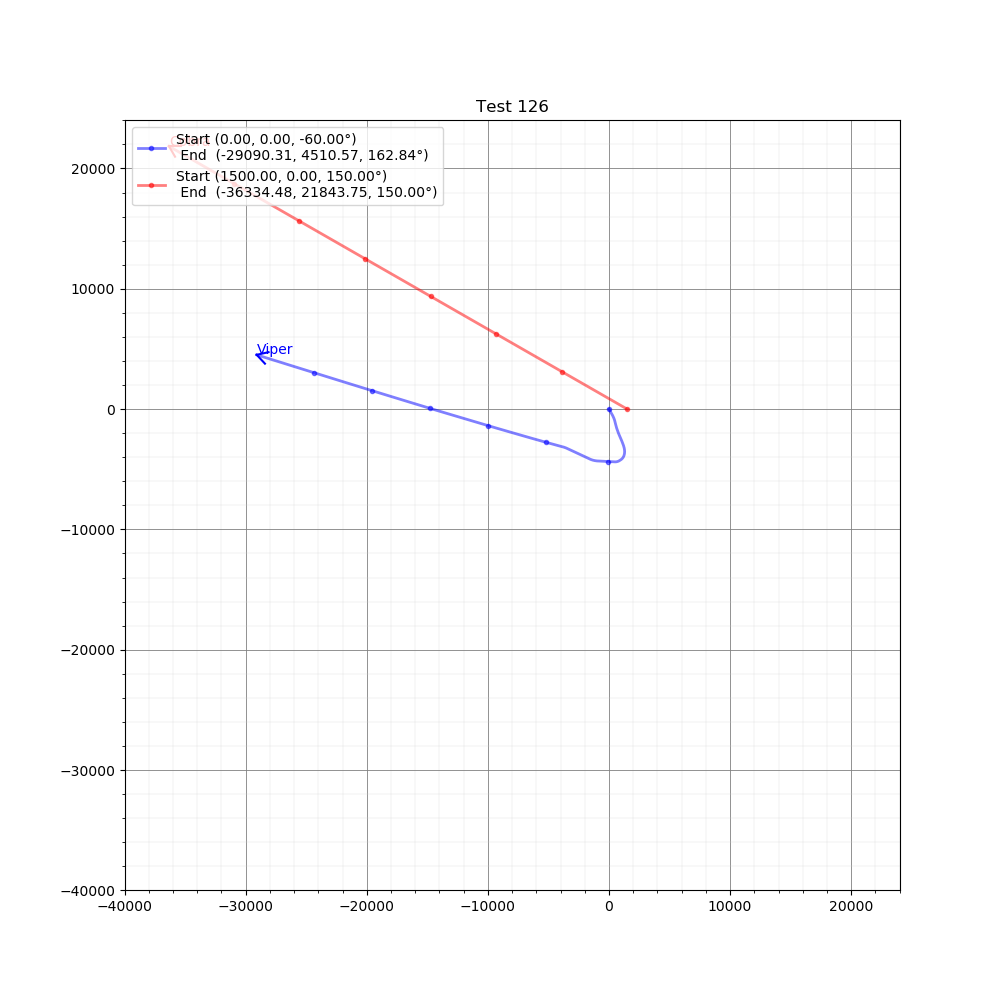 Test 126
Start (0.00, 0.00, -60.00°)
End (-29090.31, 4510.57, 162.84°)
Start (1500.00, 0.00, 150.00°)
End (-36334.48, 21843.75, 150.00°)
20000
10000
Viper
0
−10000
−20000
−30000
−40000
−40000 −30000 −20000 −10000 0 10000 20000